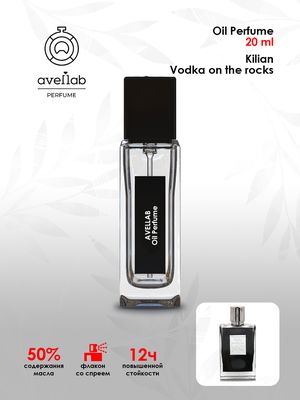 avellab
PERFUME
Oil Perfume
20 ml
Kilian
Vodka on the rocks
AVELLAB
Oil Perfume
50%
содержания
масла
флакон
со спреем
12ч
повышенной
стойкости